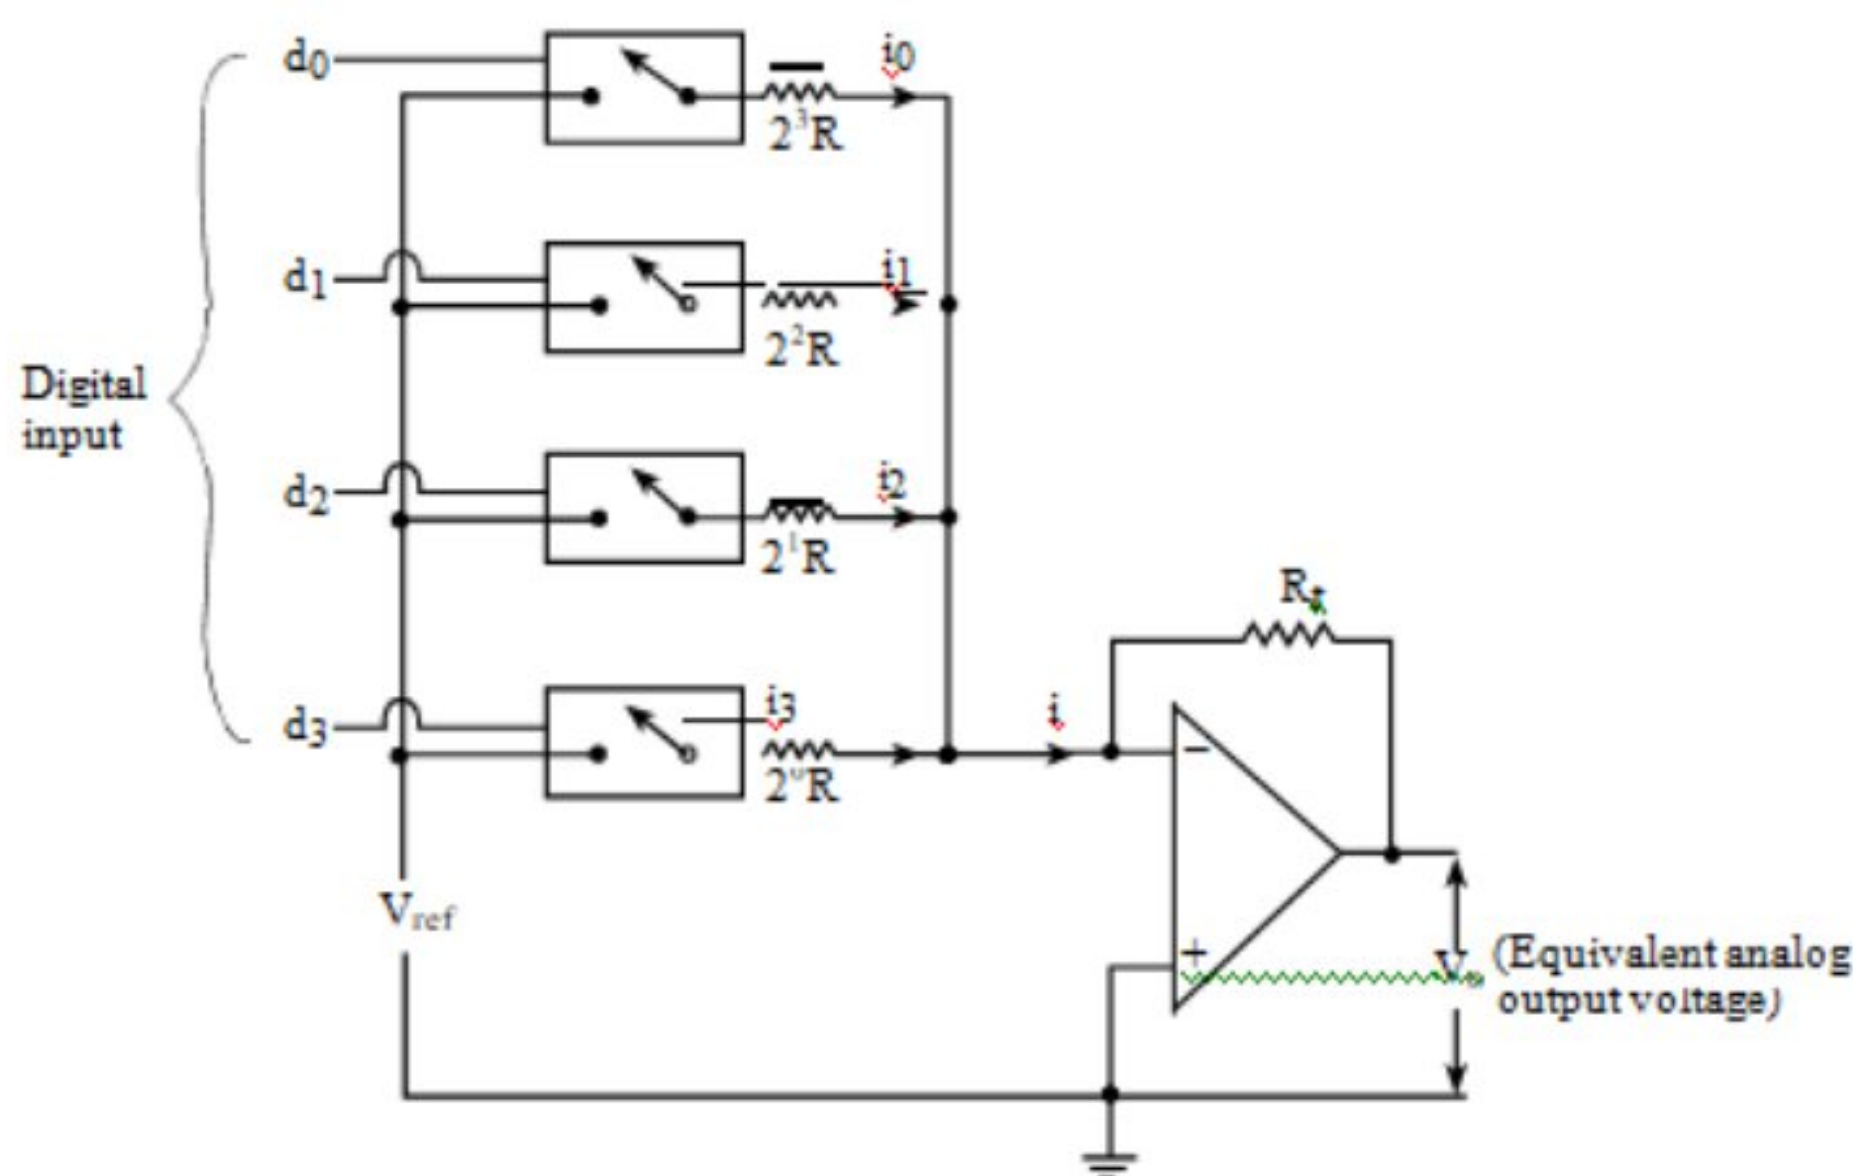 d0
i0
2³R
d1
i1
2²R
Digital
input
d2
i2
2¹R
Rf
d3
i3
i
2⁰R
−
Vref
+
Vo (Equivalent analog
output voltage)